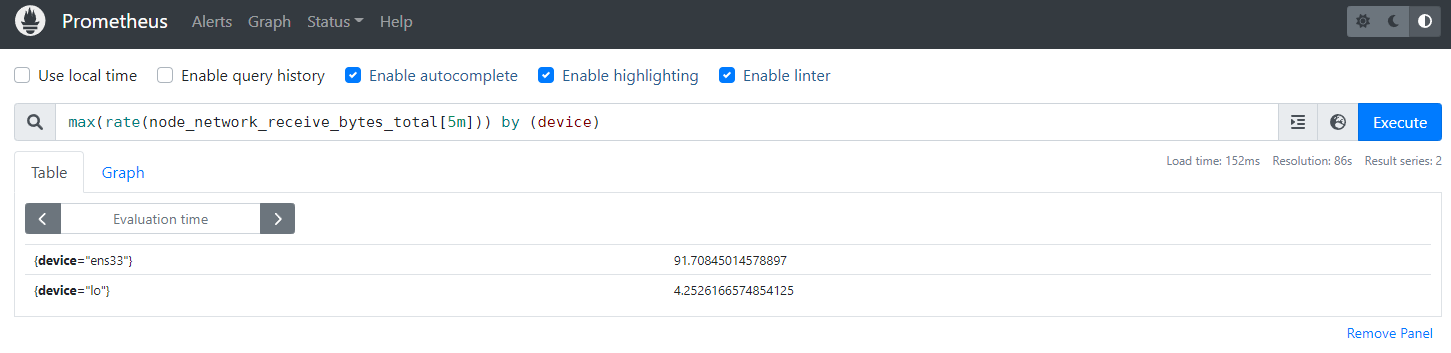 Prometheus Alerts Graph Status Help
Use local time Enable query history Enable autocomplete Enable highlighting Enable linter
max(rate(node_network_receive_bytes_total[5m])) by (device) Execute
Load time: 152ms Resolution: 86s Result series: 2
Table Graph
Evaluation time
{device="ens33"} 91.70845014578897
{device="lo"} 4.2526166574854125
Remove Panel